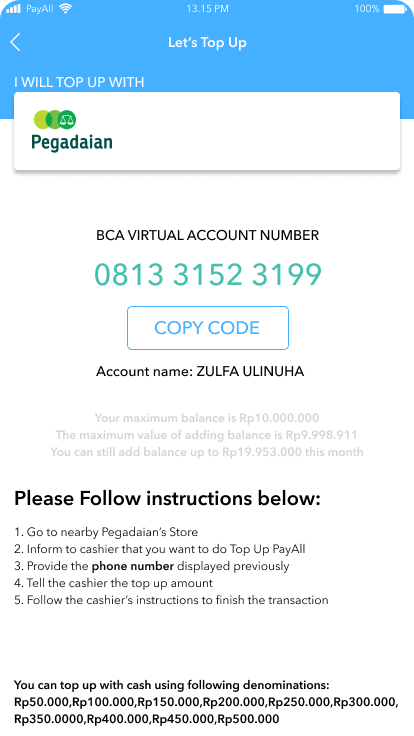 PayAll 13.15 PM 100%
Let's Top Up
I WILL TOP UP WITH
Pegadaian
BCA VIRTUAL ACCOUNT NUMBER
0813 3152 3199
COPY CODE
Account name: ZULFA ULINUHA
Your maximum balance is Rp10.000.000
The maximum value of adding balance is Rp9.998.911
You can still add balance up to Rp19.953.000 this month
Please Follow instructions below:
1. Go to nearby Pegadaian's Store
2. Inform to cashier that you want to do Top Up PayAll
3. Provide the phone number displayed previously
4. Tell the cashier the top up amount
5. Follow the cashier's instructions to finish the transaction
You can top up with cash using following denominations:
Rp50.000,Rp100.000,Rp150.000,Rp200.000,Rp250.000,Rp300.000,
Rp350.0000,Rp400.000,Rp450.000,Rp500.000